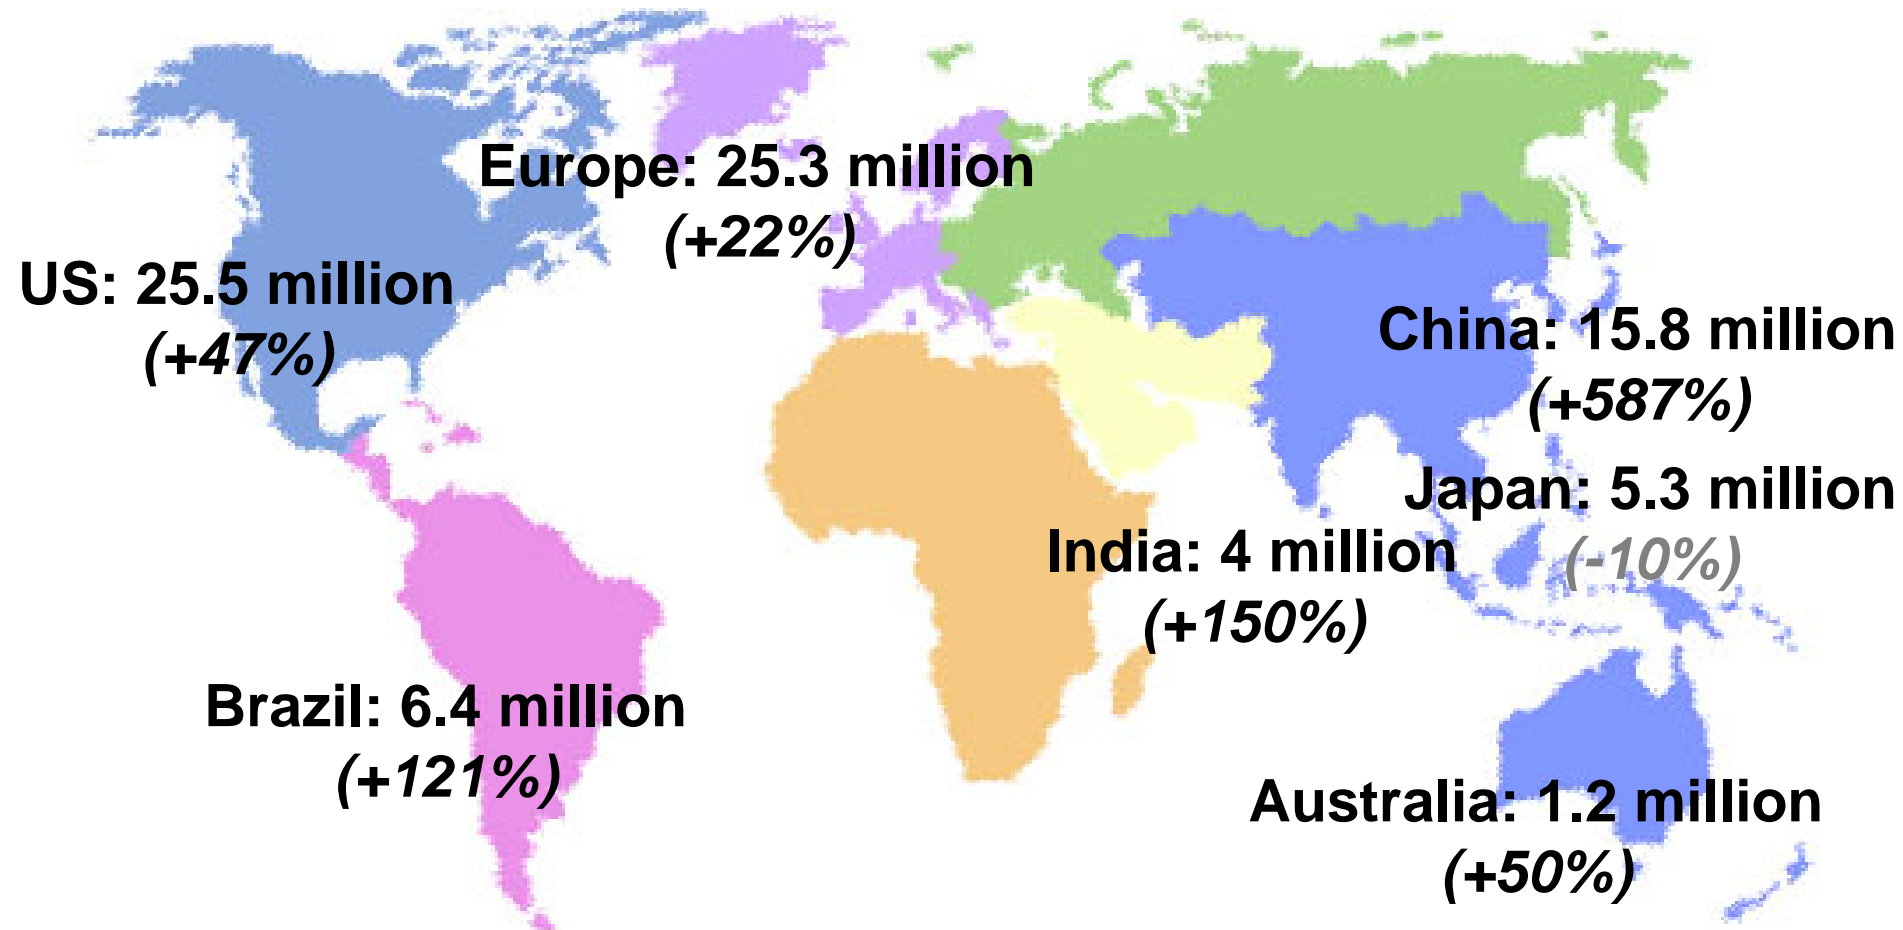 Europe: 25.3 million
(+22%)
US: 25.5 million
(+47%)
China: 15.8 million
(+587%)
Japan: 5.3 million
(-10%)
India: 4 million
(+150%)
Brazil: 6.4 million
(+121%)
Australia: 1.2 million
(+50%)